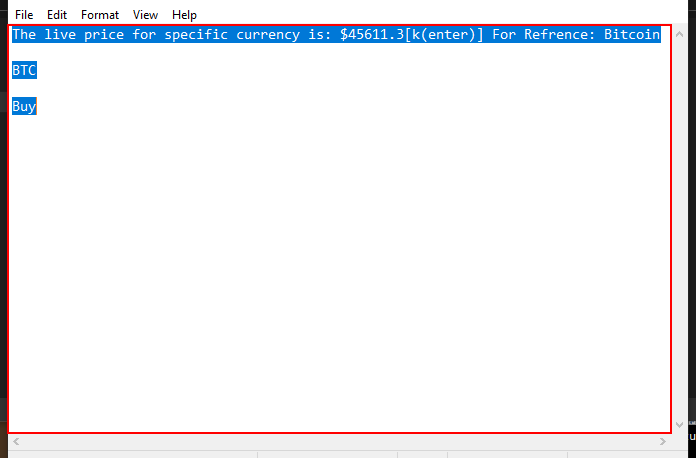 File Edit Format View Help
The live price for specific currency is: $45611.3[k(enter)] For Refrence: Bitcoin
BTC
Buy